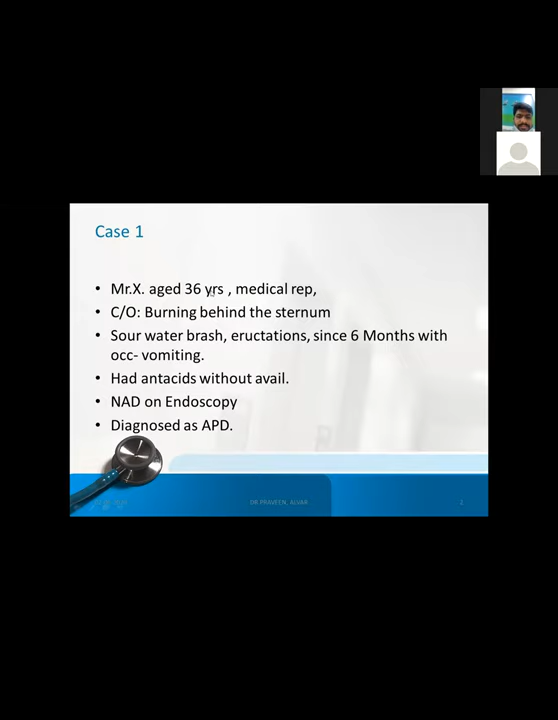 Case 1
• Mr.X. aged 36 yrs , medical rep,
• C/O: Burning behind the sternum
• Sour water brash, eructations, since 6 Months with
occ- vomiting.
• Had antacids without avail.
• NAD on Endoscopy
• Diagnosed as APD.
DR PRAVEEN, ALVAR
1